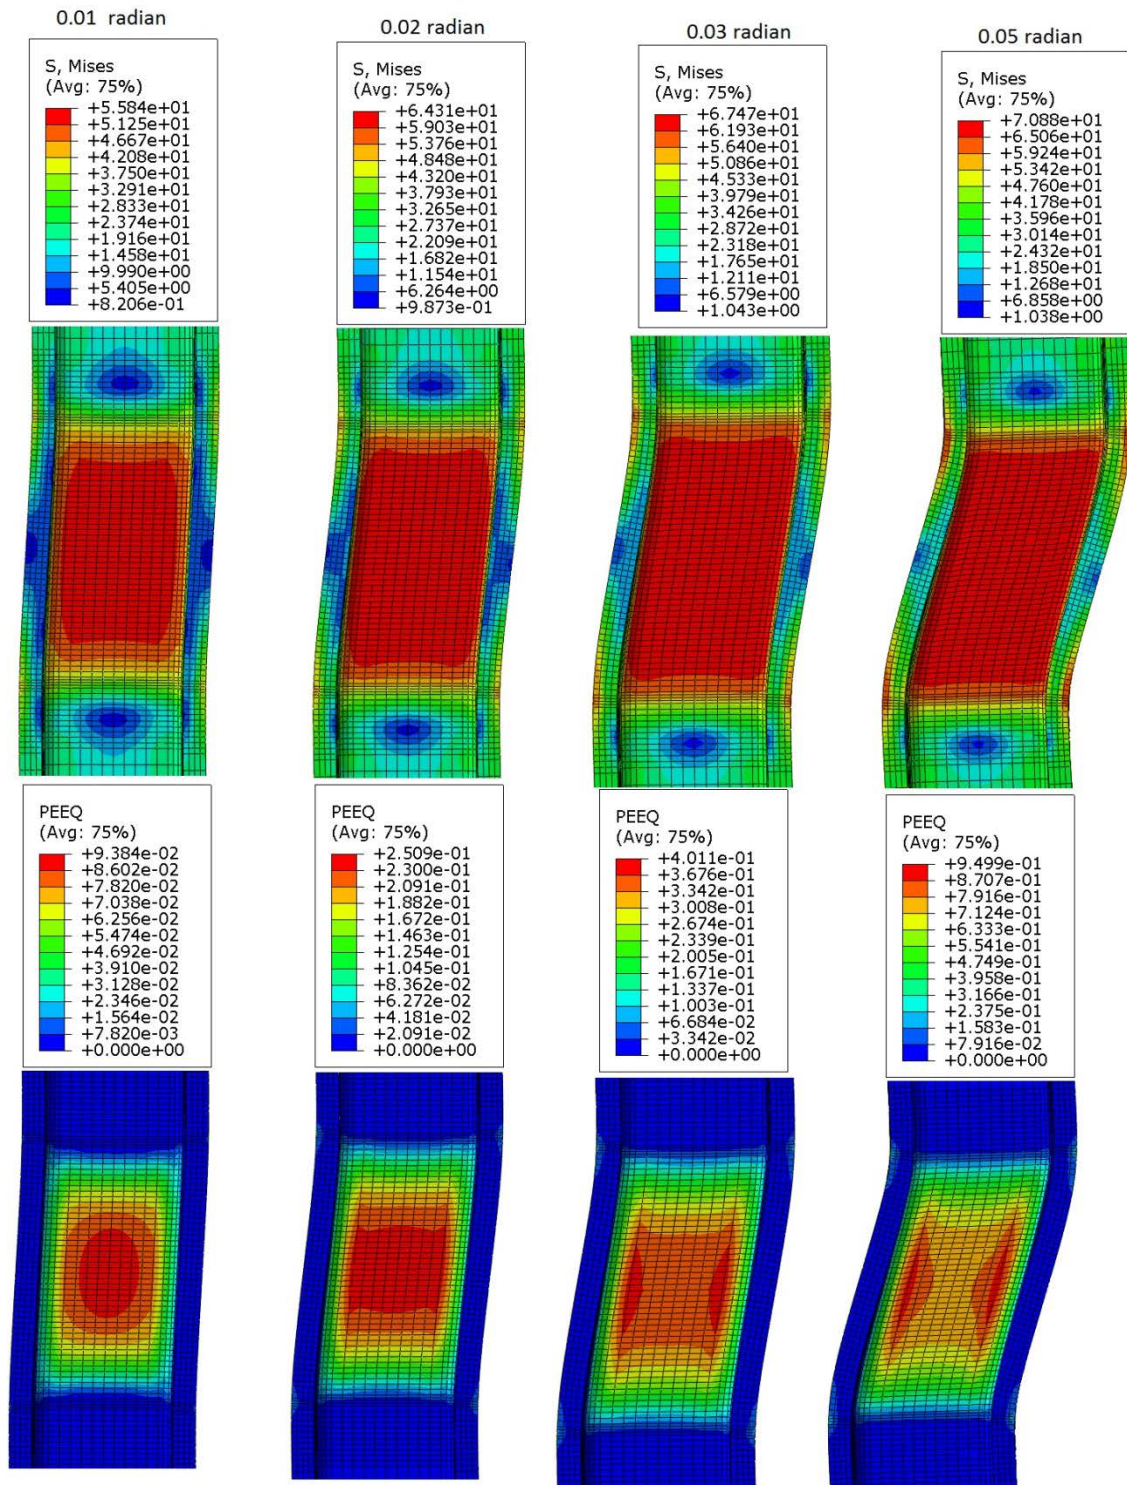 0.01 radian
S, Mises
(Avg: 75%)
+5.584e+01
+5.125e+01
+4.667e+01
+4.208e+01
+3.750e+01
+3.291e+01
+2.833e+01
+2.374e+01
+1.916e+01
+1.458e+01
+9.990e+00
+5.405e+00
+8.206e-01
0.02 radian
S, Mises
(Avg: 75%)
+6.431e+01
+5.903e+01
+5.376e+01
+4.848e+01
+4.320e+01
+3.793e+01
+3.265e+01
+2.737e+01
+2.209e+01
+1.682e+01
+1.154e+01
+6.264e+00
+9.873e-01
0.03 radian
S, Mises
(Avg: 75%)
+6.747e+01
+6.193e+01
+5.640e+01
+5.086e+01
+4.533e+01
+3.979e+01
+3.426e+01
+2.872e+01
+2.318e+01
+1.765e+01
+1.211e+01
+6.579e+00
+1.043e+00
0.05 radian
S, Mises
(Avg: 75%)
+7.088e+01
+6.506e+01
+5.924e+01
+5.342e+01
+4.760e+01
+4.178e+01
+3.596e+01
+3.014e+01
+2.432e+01
+1.850e+01
+1.268e+01
+6.858e+00
+1.038e+00
PEEQ
(Avg: 75%)
+9.384e-02
+8.602e-02
+7.820e-02
+7.038e-02
+6.256e-02
+5.474e-02
+4.692e-02
+3.910e-02
+3.128e-02
+2.346e-02
+1.564e-02
+7.820e-03
+0.000e+00
PEEQ
(Avg: 75%)
+2.509e-01
+2.300e-01
+2.091e-01
+1.882e-01
+1.672e-01
+1.463e-01
+1.254e-01
+1.045e-01
+8.362e-02
+6.272e-02
+4.181e-02
+2.091e-02
+0.000e+00
PEEQ
(Avg: 75%)
+4.011e-01
+3.676e-01
+3.342e-01
+3.008e-01
+2.674e-01
+2.339e-01
+2.005e-01
+1.671e-01
+1.337e-01
+1.003e-01
+6.684e-02
+3.342e-02
+0.000e+00
PEEQ
(Avg: 75%)
+9.499e-01
+8.707e-01
+7.916e-01
+7.124e-01
+6.333e-01
+5.541e-01
+4.749e-01
+3.958e-01
+3.166e-01
+2.375e-01
+1.583e-01
+7.916e-02
+0.000e+00